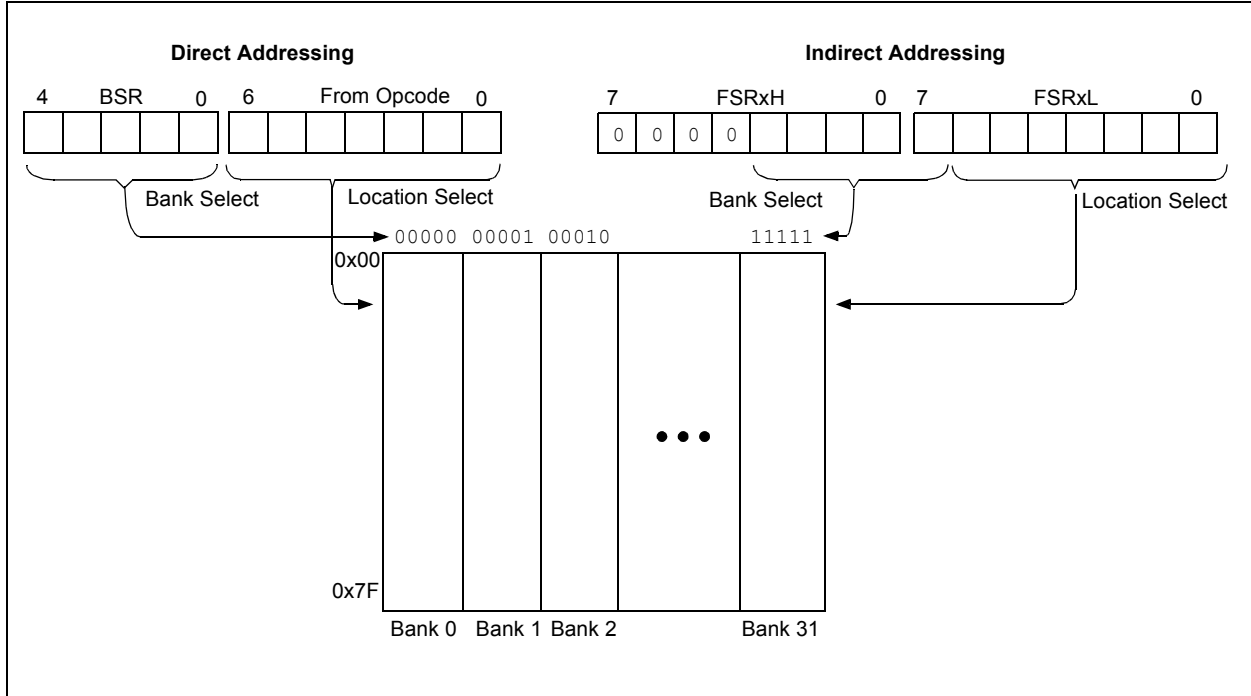 Direct Addressing
Indirect Addressing
4 BSR 0 6 From Opcode 0
7 FSRxH 0 7 FSRxL 0
0 0 0 0
Bank Select
Location Select
Bank Select
Location Select
00000 00001 00010 11111
0x00
0x7F
Bank 0 Bank 1 Bank 2 Bank 31